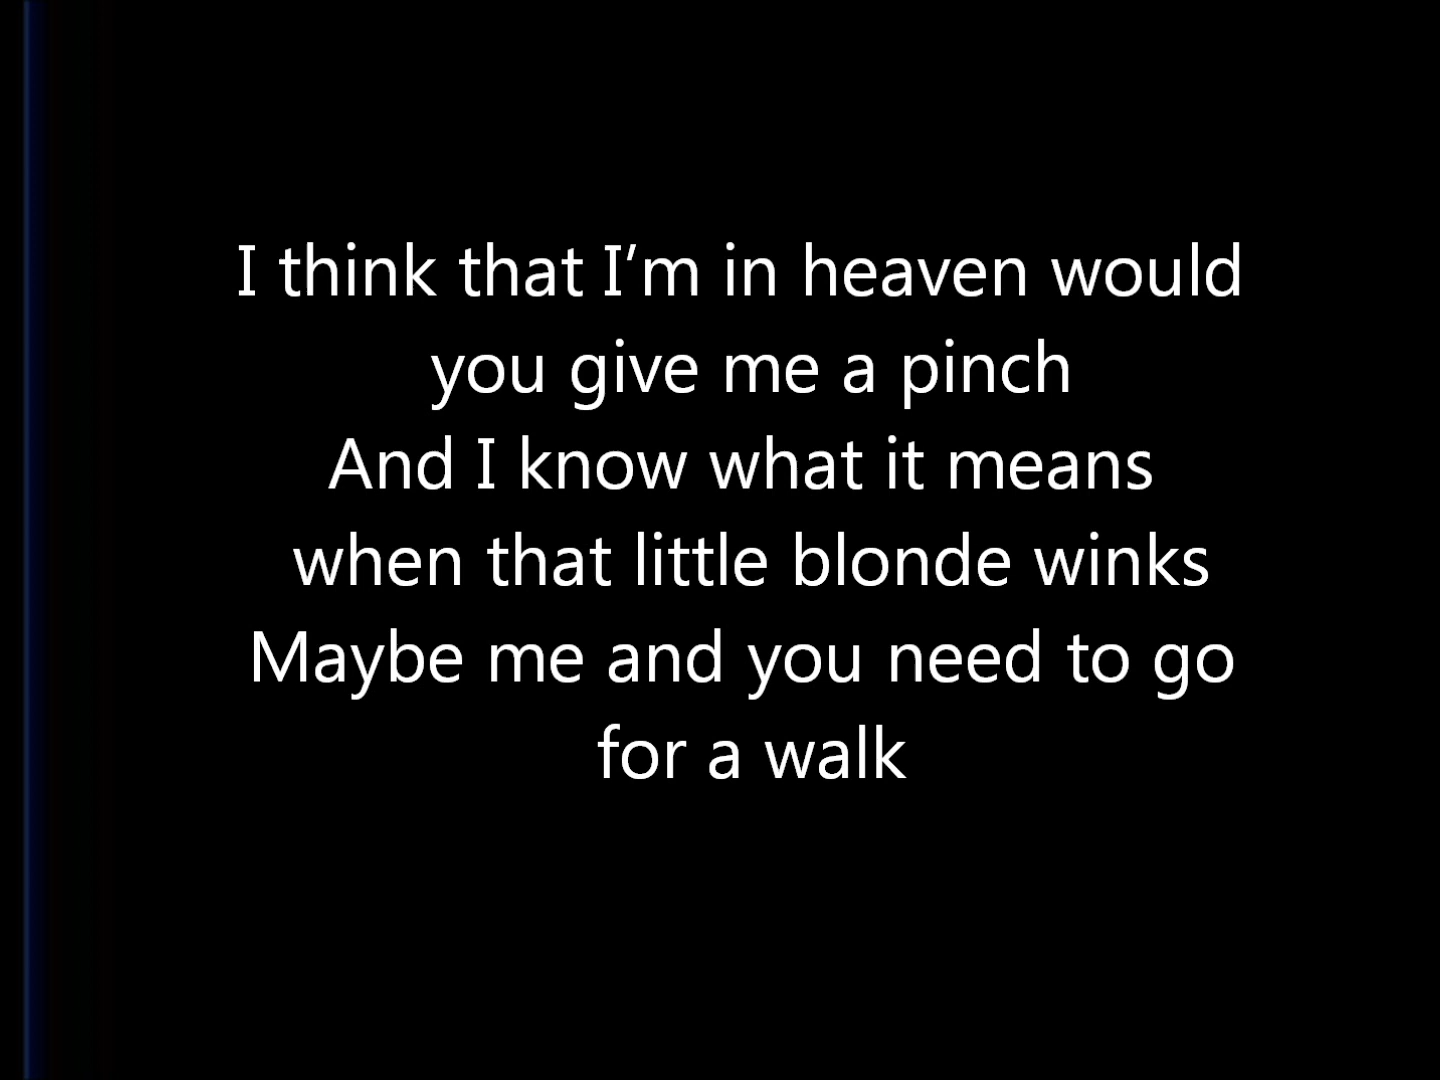 I think that I’m in heaven would
you give me a pinch
And I know what it means
when that little blonde winks
Maybe me and you need to go
for a walk